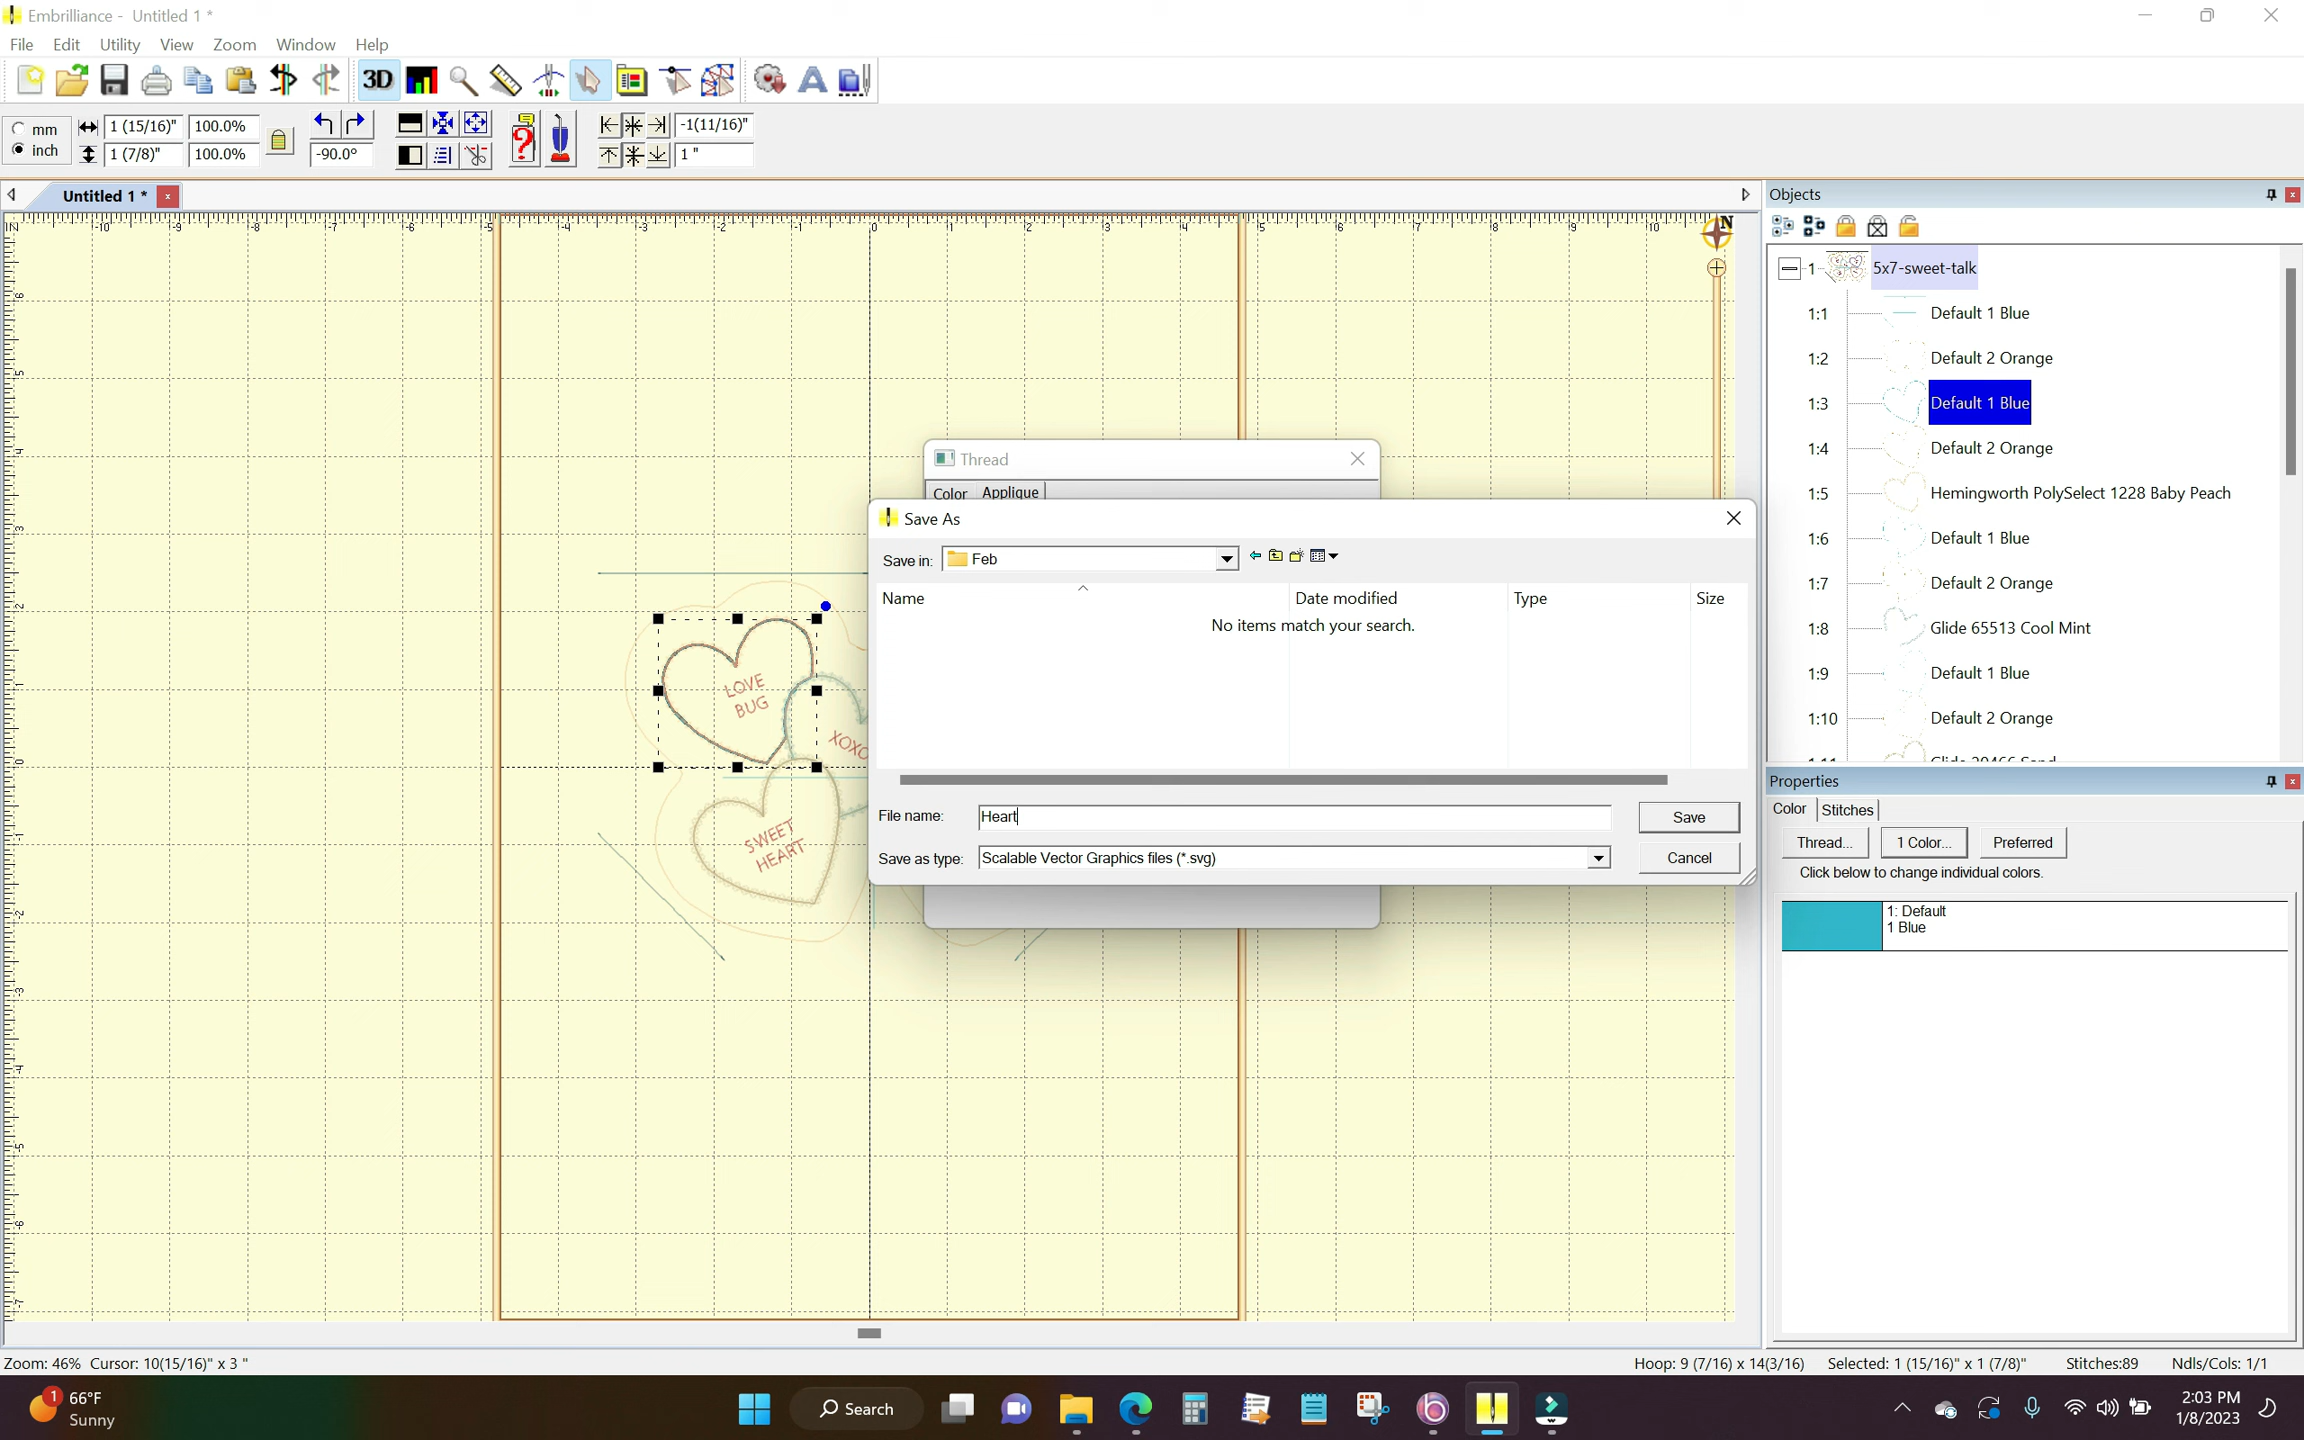 Embrilliance - Untitled 1 *
File Edit Utility View Zoom Window Help
3D
mm
inch
1 (15/16)" 100.0%
1 (7/8)" 100.0%
-90.0°
-1(11/16)"
1 "
Untitled 1 *
IN
N
LOVE
BUG
XOXO
SWEET
HEART
Thread
Color Applique
Save As
Save in: Feb
Name Date modified Type Size
No items match your search.
File name: Heart
Save
Save as type: Scalable Vector Graphics files (*.svg)
Cancel
Objects
1 5x7-sweet-talk
1:1 Default 1 Blue
1:2 Default 2 Orange
1:3 Default 1 Blue
1:4 Default 2 Orange
1:5 Hemingworth PolySelect 1228 Baby Peach
1:6 Default 1 Blue
1:7 Default 2 Orange
1:8 Glide 65513 Cool Mint
1:9 Default 1 Blue
1:10 Default 2 Orange
Properties
Color Stitches
Thread... 1 Color... Preferred
Click below to change individual colors.
1: Default
1 Blue
Zoom: 46% Cursor: 10(15/16)" x 3 "
Hoop: 9 (7/16) x 14(3/16) Selected: 1 (15/16)" x 1 (7/8)" Stitches:89 Ndls/Cols: 1/1
1
66°F
Sunny
Search
2:03 PM
1/8/2023